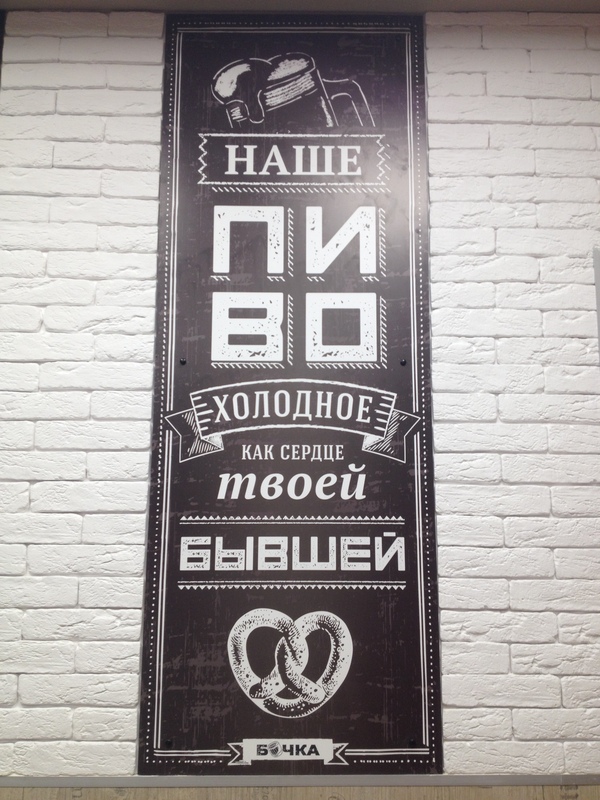 НАШЕ
ПИ
ВО
ХОЛОДНОЕ
КАК СЕРДЦЕ
твоей
БЫВШЕЙ
БОЧКА